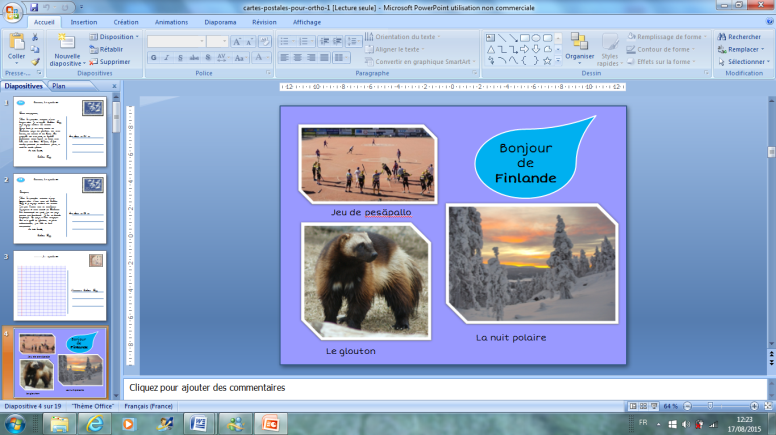 cartes-postales-pour-ortho-1 [Lecture seule] - Microsoft PowerPoint utilisation non commerciale
Accueil Insertion Création Animations Diaporama Révision Affichage
Coller
Nouvelle diapositive
Disposition
Rétablir
Supprimer
Orientation du texte
Aligner le texte
Convertir en graphique SmartArt
Organiser
Styles rapides
Remplissage de forme
Contour de forme
Effets sur la forme
Rechercher
Remplacer
Sélectionner
Presse-... Diapositives Police Paragraphe Dessin Modification
Diapositives Plan
1
2
3
4
Bonjour
de
Finlande
Jeu de pesäpallo
Le glouton
La nuit polaire
Cliquez pour ajouter des commentaires
Diapositive 4 sur 19 "Thème Office" Français (France) 64 %
FR 12:23
17/08/2015